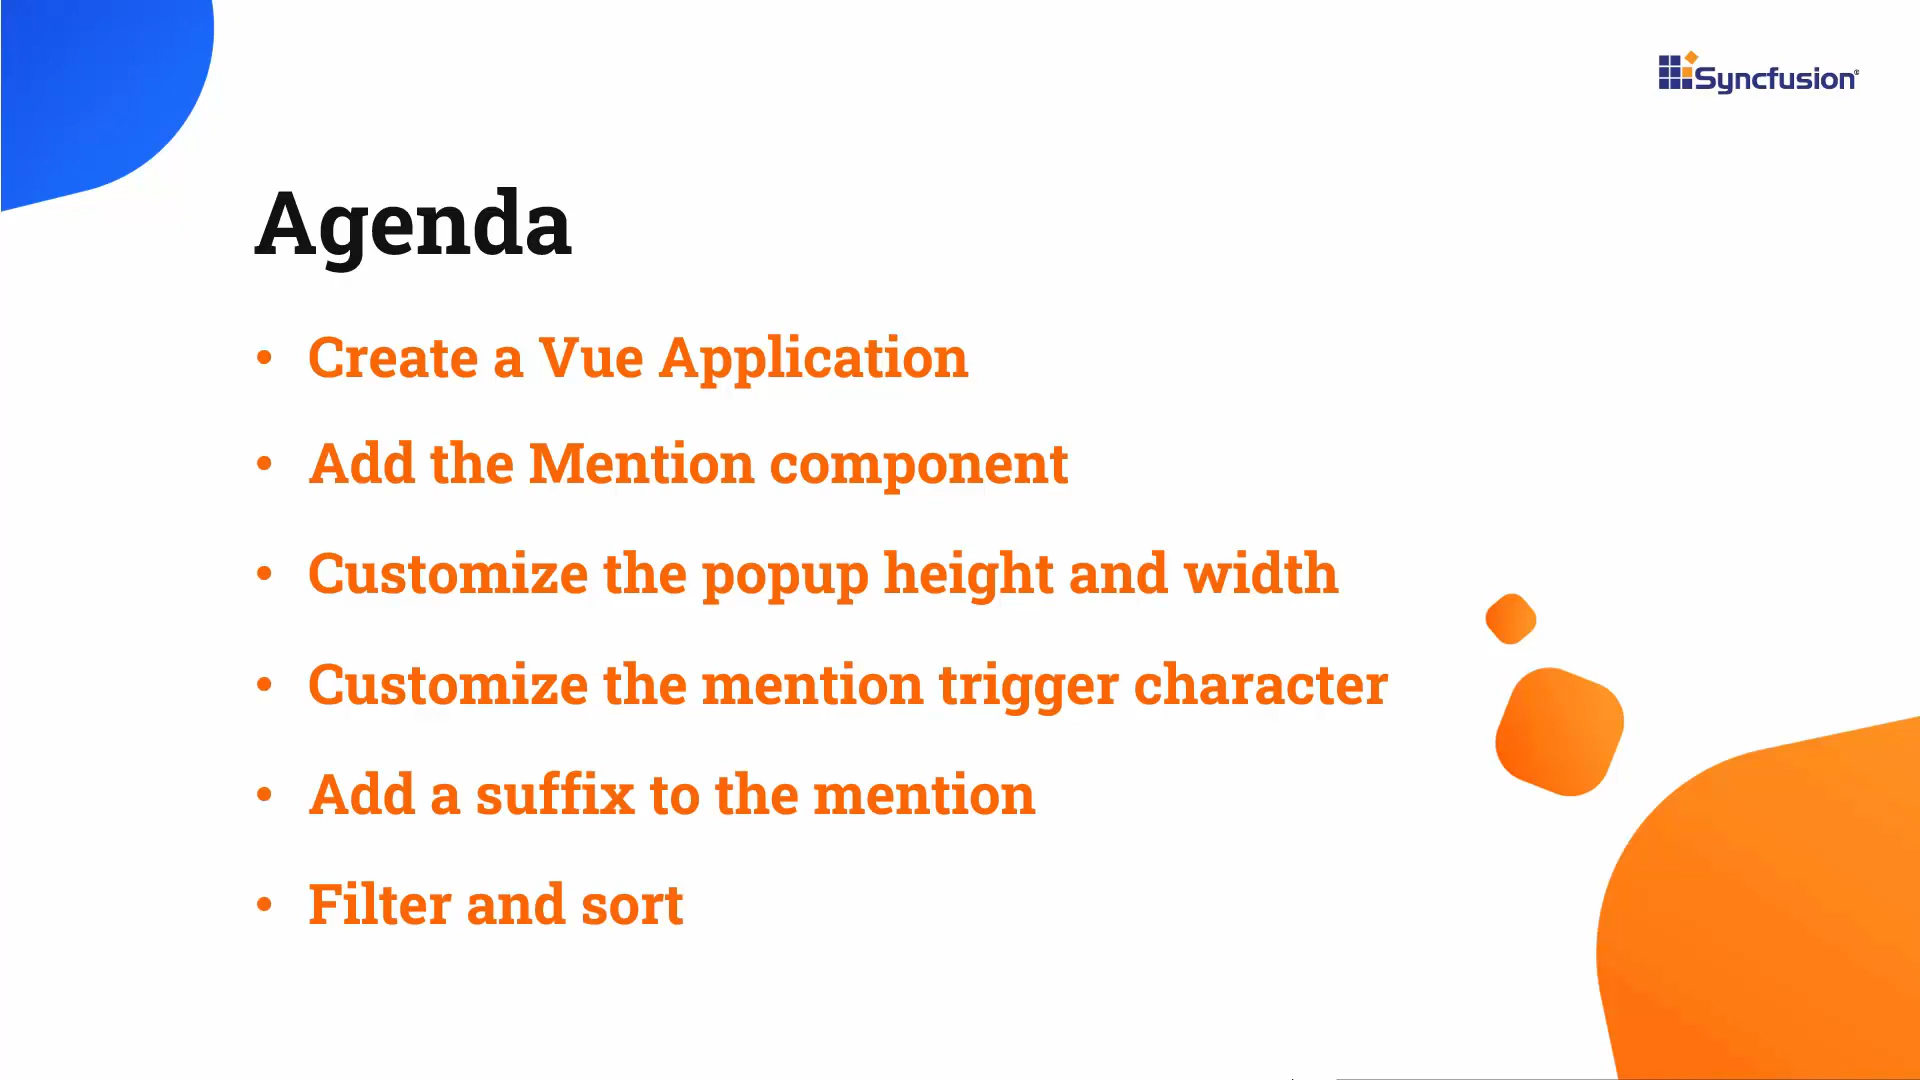 Syncfusion®
Agenda
• Create a Vue Application
• Add the Mention component
• Customize the popup height and width
• Customize the mention trigger character
• Add a suffix to the mention
• Filter and sort